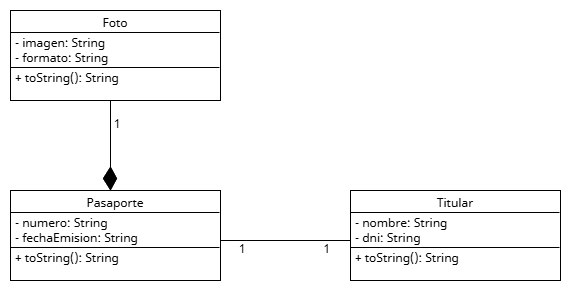 Foto
- imagen: String
- formato: String
+ toString(): String
1
Pasaporte
- numero: String
- fechaEmision: String
+ toString(): String
1
1
Titular
- nombre: String
- dni: String
+ toString(): String